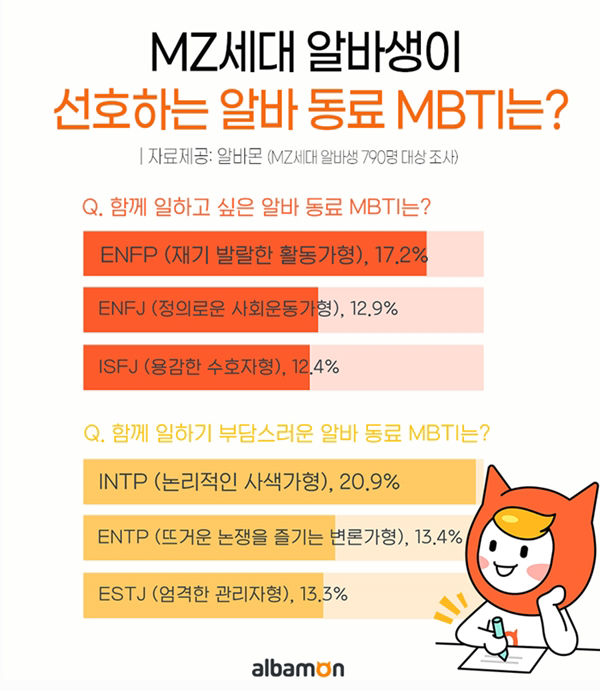 MZ세대 알바생이
선호하는 알바 동료 MBTI는?
| 자료제공: 알바몬 (MZ세대 알바생 790명 대상 조사)
Q. 함께 일하고 싶은 알바 동료 MBTI는?
ENFP (재기 발랄한 활동가형), 17.2%
ENFJ (정의로운 사회운동가형), 12.9%
ISFJ (용감한 수호자형), 12.4%
Q. 함께 일하기 부담스러운 알바 동료 MBTI는?
INTP (논리적인 사색가형), 20.9%
ENTP (뜨거운 논쟁을 즐기는 변론가형), 13.4%
ESTJ (엄격한 관리자형), 13.3%
albamon